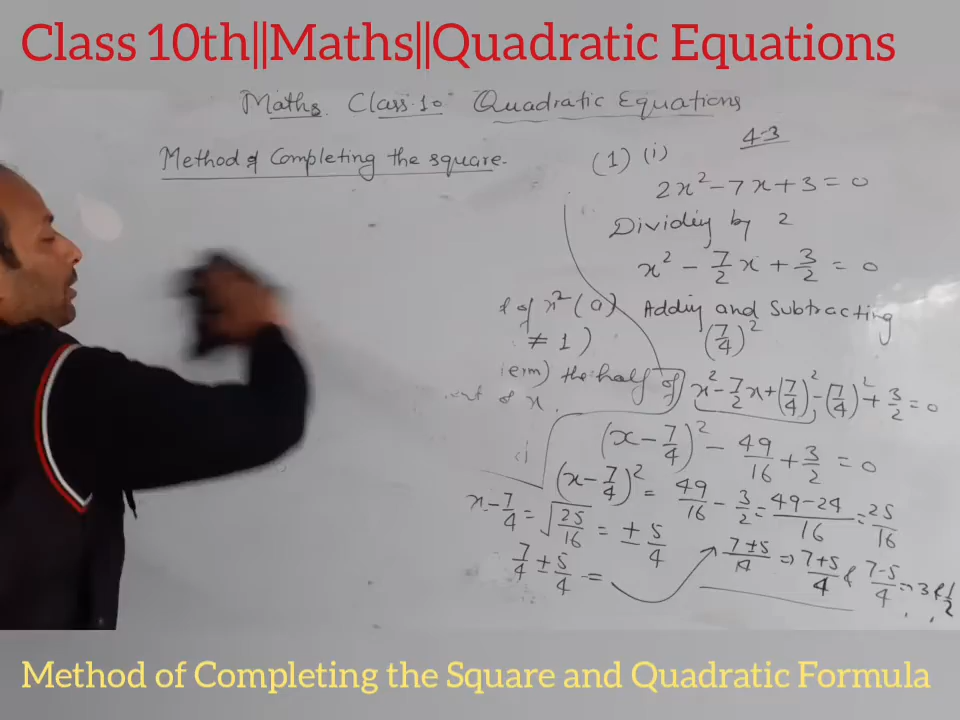 Class 10th||Maths||Quadratic Equations
Maths Class-10 Quadratic Equations
4.3
Method of Completing the square.
(1) (i)
2x² - 7x + 3 = 0
Dividiy by 2
x² - 7/2 x + 3/2 = 0
of x² (a)
≠ 1)
Addiy and Subtracting
(7/4)²
term) the half of
of x.
x² - 7/2 x + (7/4)² - (7/4)² + 3/2 = 0
(x - 7/4)² - 49/16 + 3/2 = 0
(x - 7/4)² = 49/16 - 3/2 = 49-24/16 = 25/16
x - 7/4 = √25/16 = ± 5/4
7/4 ± 5/4 =
7±5/4 => 7+5/4 & 7-5/4 => 3 & 1/2
Method of Completing the Square and Quadratic Formula